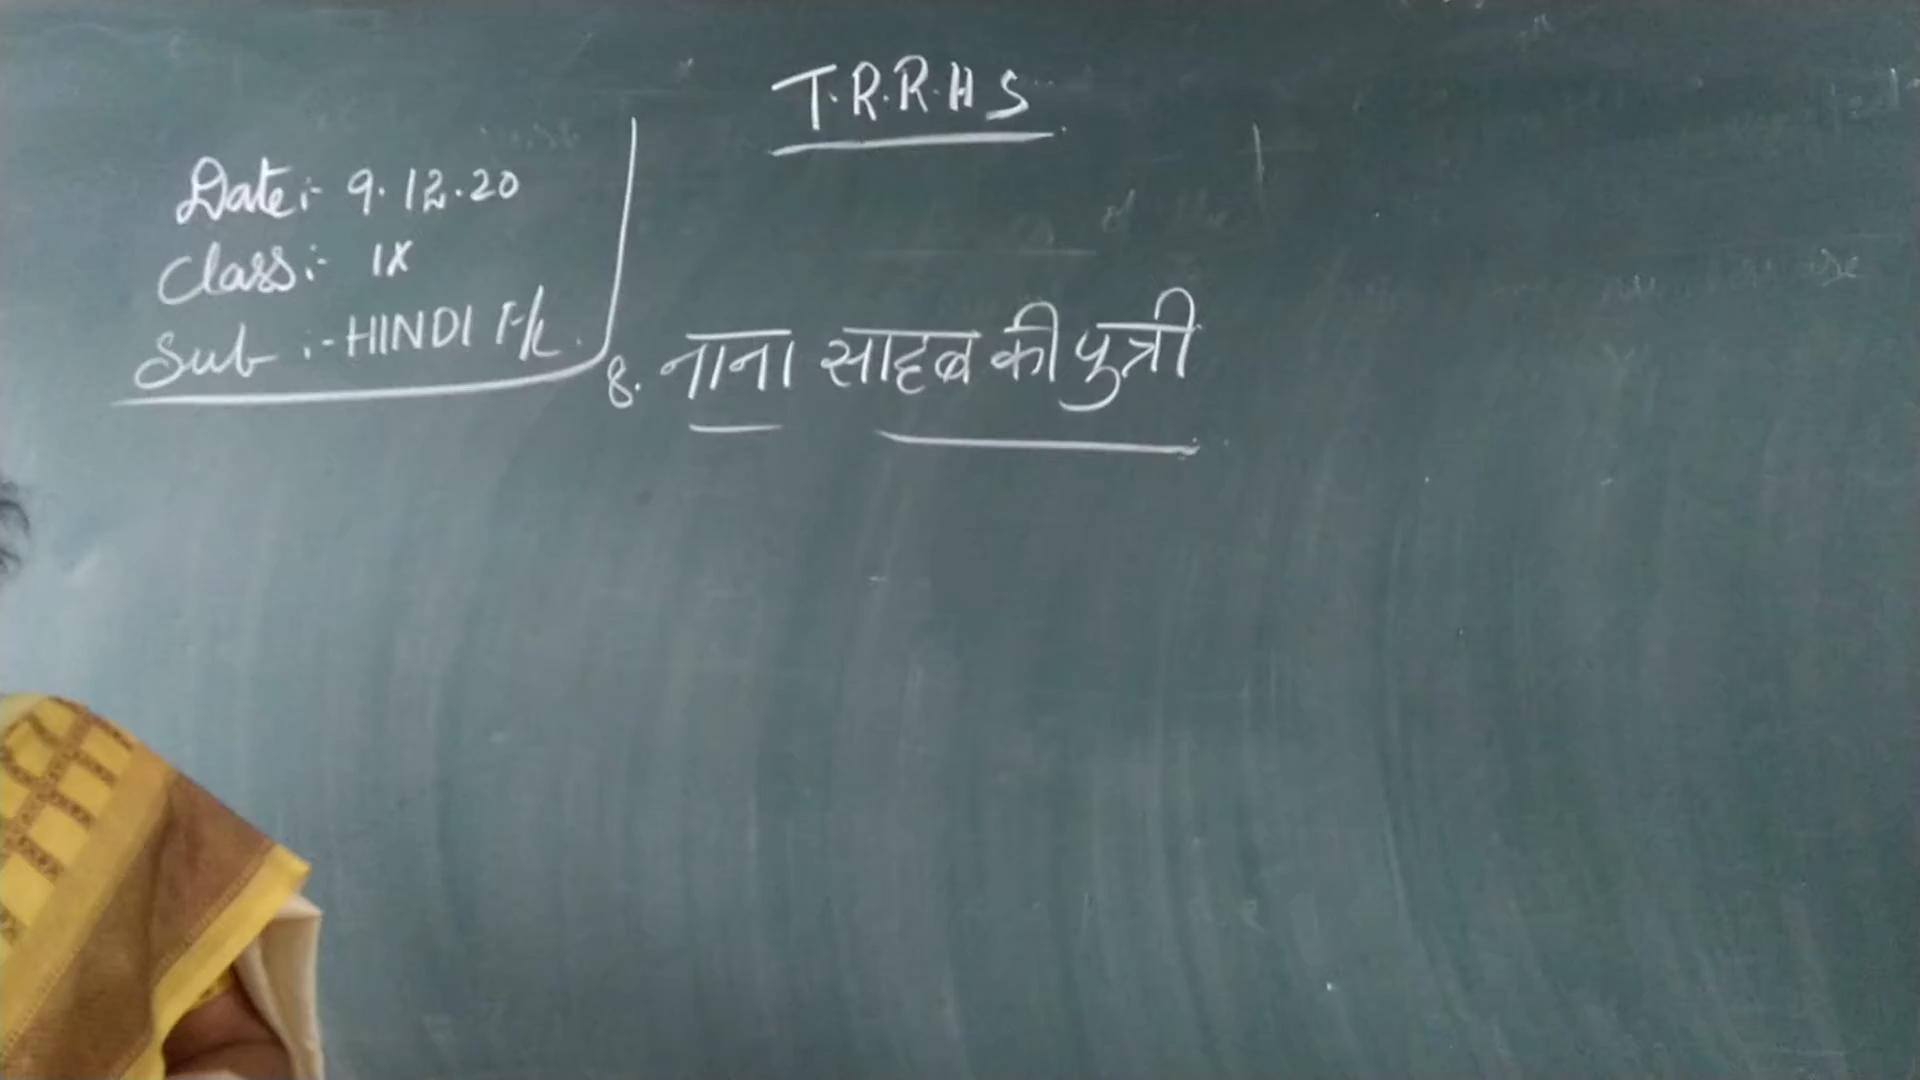 T.R.R.H S
Date:- 9.12.20
Class:- IX
Sub :- HINDI F/L.
8. नाना साहब की पुत्री